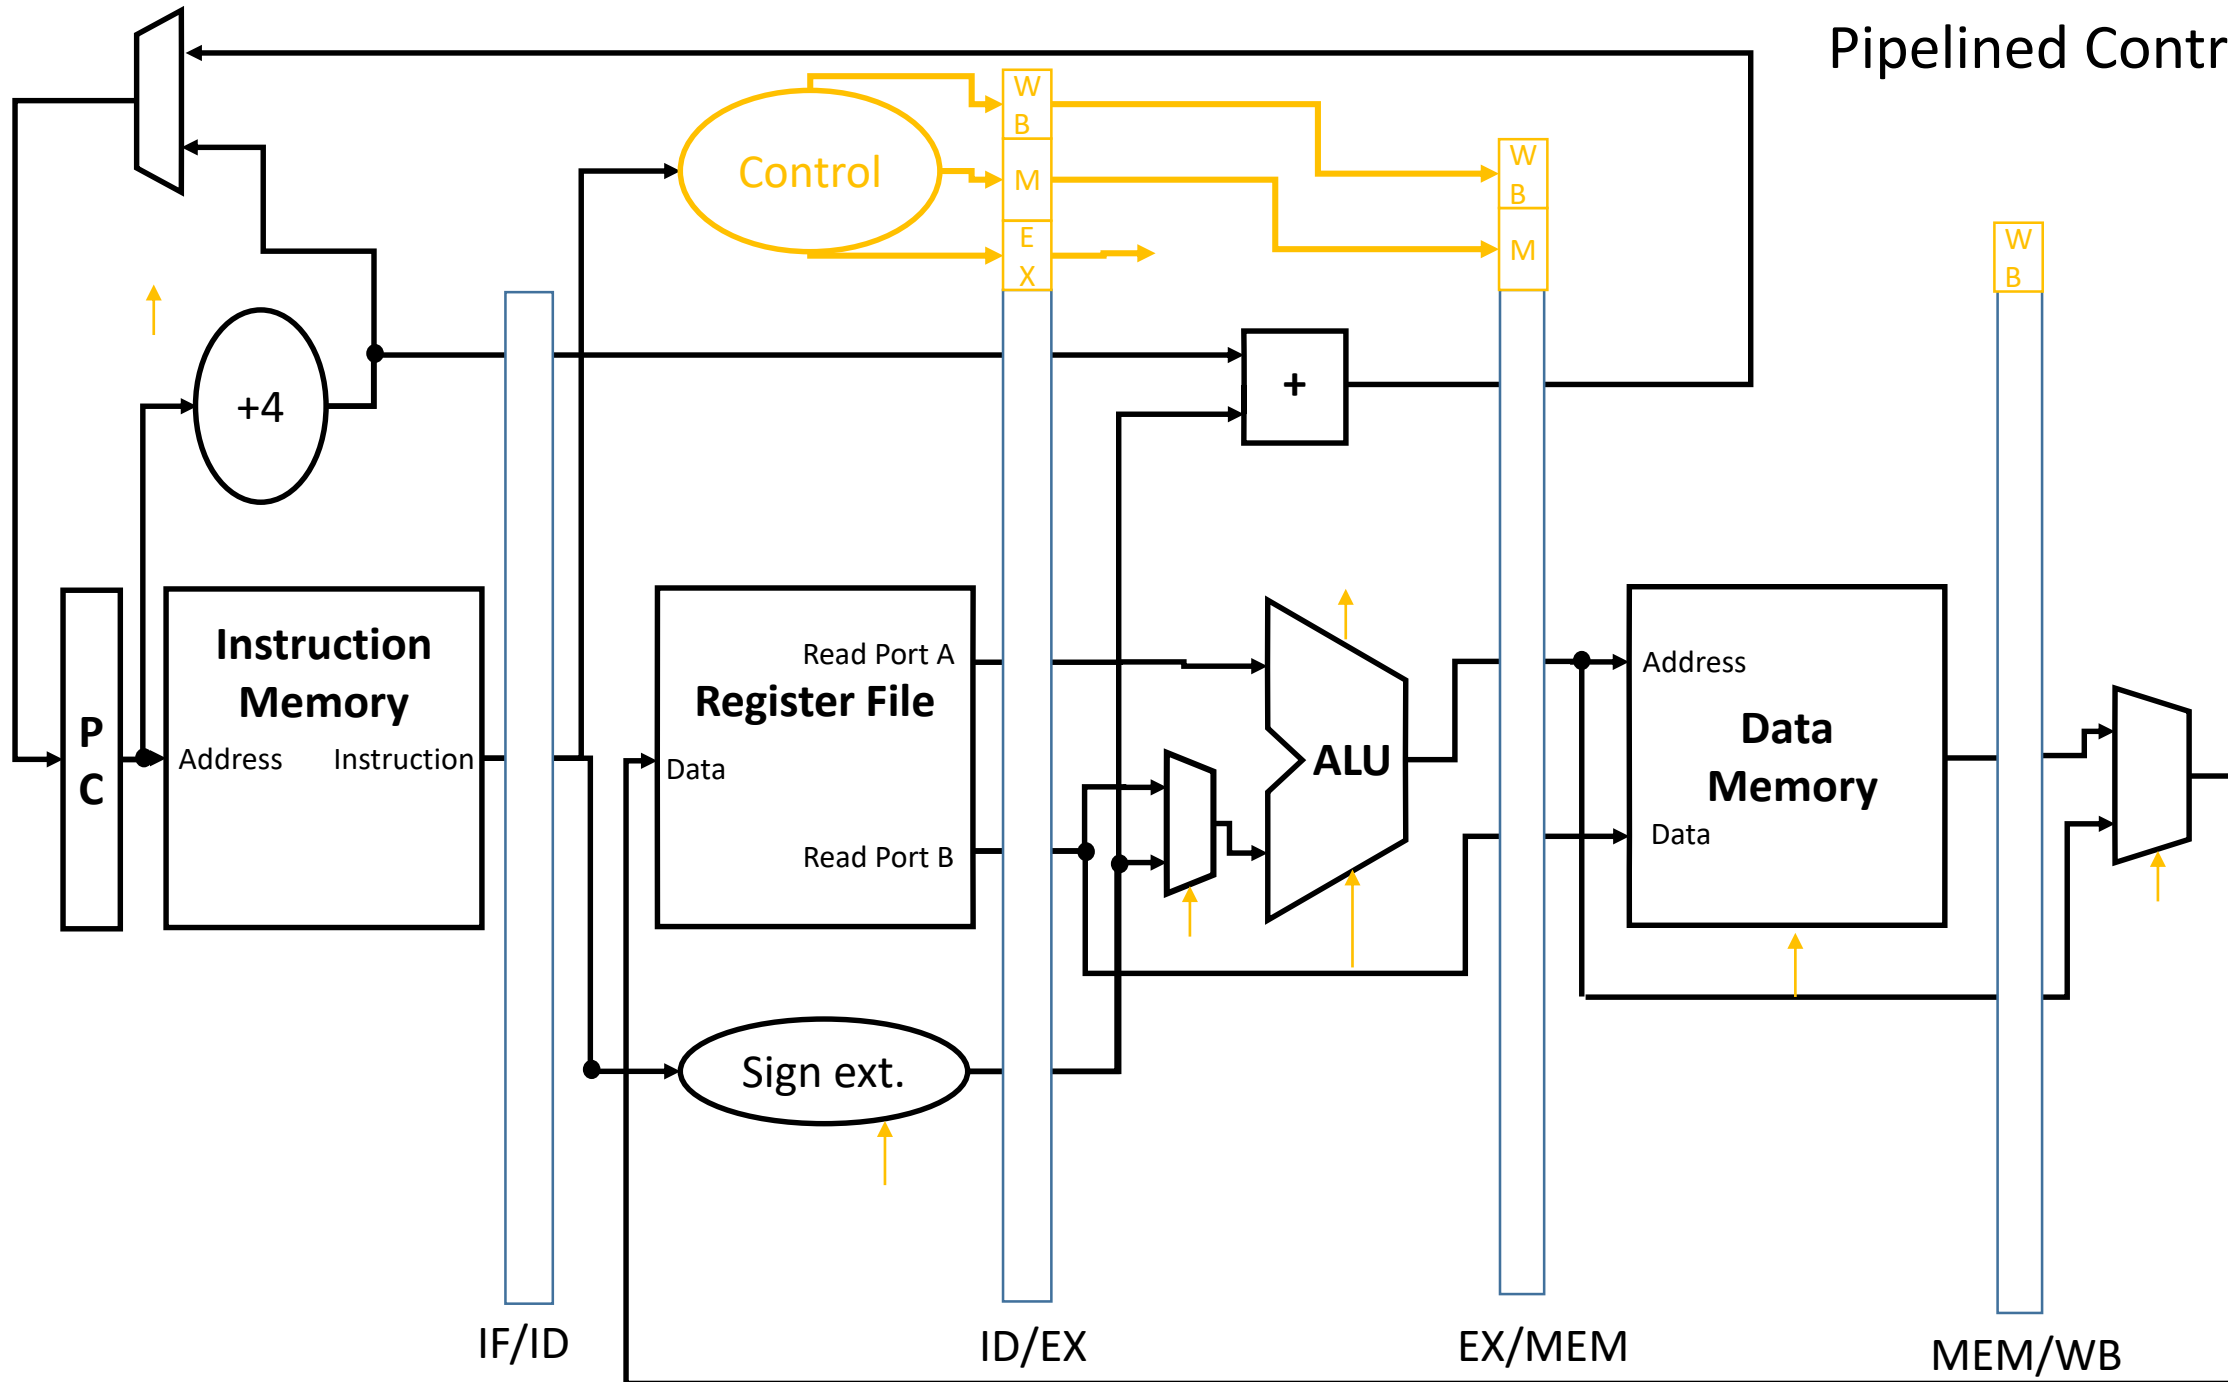 Pipelined Contr
W
B
Control
M
E
X
W
B
M
W
B
+4
+
Instruction
Memory
Address
Instruction
P
C
Read Port A
Register File
Data
Read Port B
ALU
Address
Data
Memory
Data
Sign ext.
IF/ID
ID/EX
EX/MEM
MEM/WB